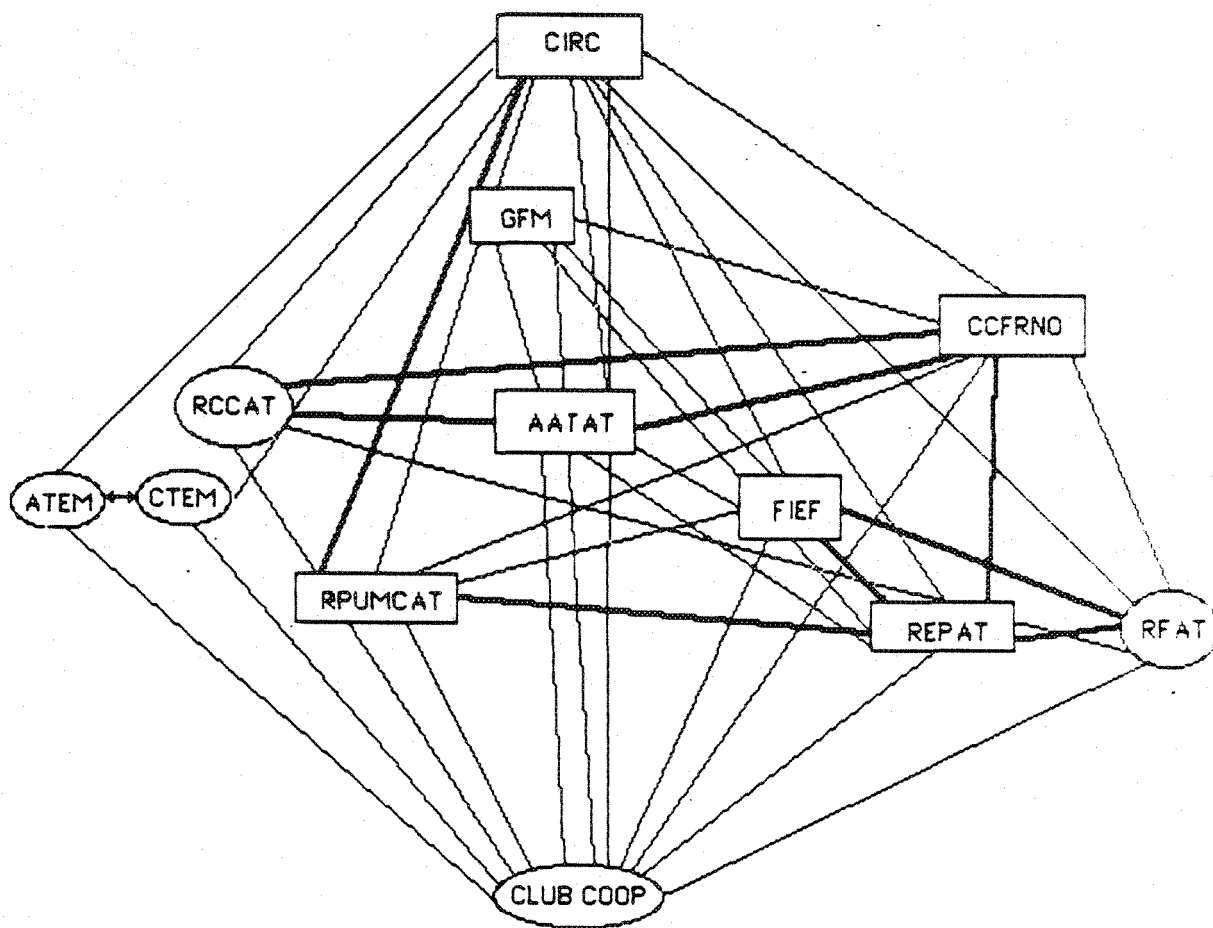 CIRC
GFM
CCFRNO
RCCAT
AATAT
ATEM
CTEM
FIEF
RPUMCAT
REPAT
RFAT
CLUB COOP